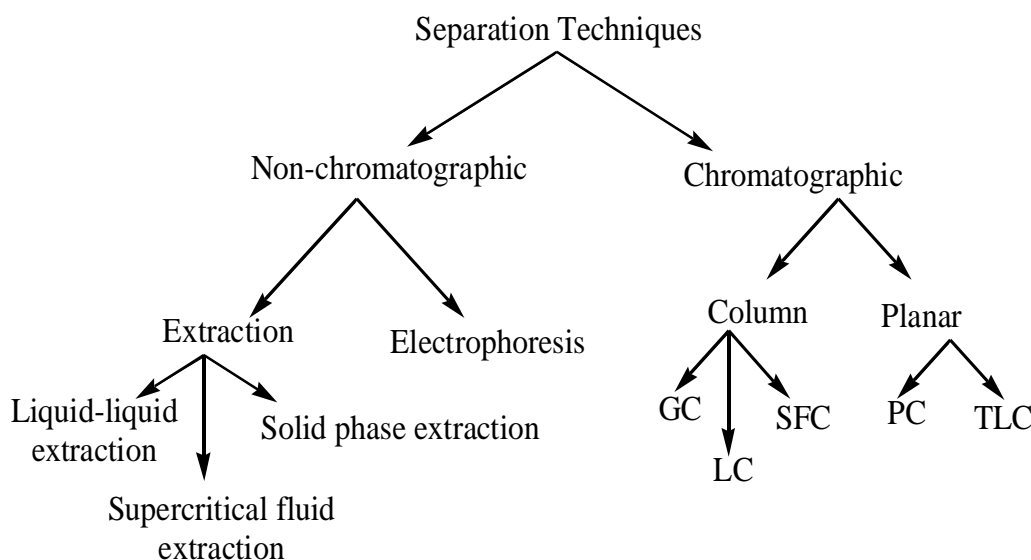 Separation Techniques
Non-chromatographic
Chromatographic
Extraction
Electrophoresis
Column
Planar
Liquid-liquid
extraction
Solid phase extraction
Supercritical fluid
extraction
GC
LC
SFC
PC
TLC